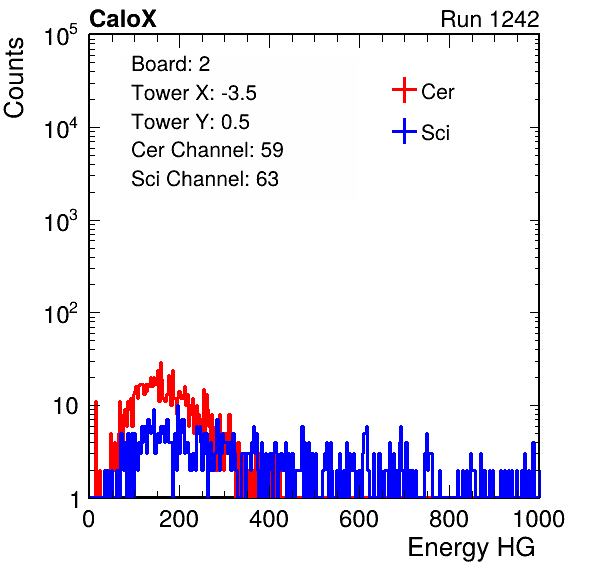 CaloX Run 1242
Counts
10^5
10^4
10^3
10^2
10
1
Board: 2
Tower X: -3.5
Tower Y: 0.5
Cer Channel: 59
Sci Channel: 63
Cer
Sci
0 200 400 600 800 1000
Energy HG